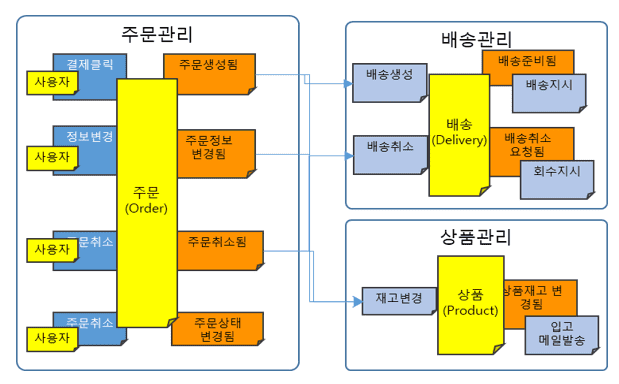 주문관리
결제클릭
사용자
주문생성됨
정보변경
사용자
주문정보
변경됨
주문
(Order)
주문취소
사용자
주문취소됨
주문취소
사용자
주문상태
변경됨
배송관리
배송생성
배송준비됨
배송지시
배송
(Delivery)
배송취소
배송취소
요청됨
회수지시
상품관리
재고변경
상품
(Product)
상품재고 변
경됨
입고
메일발송